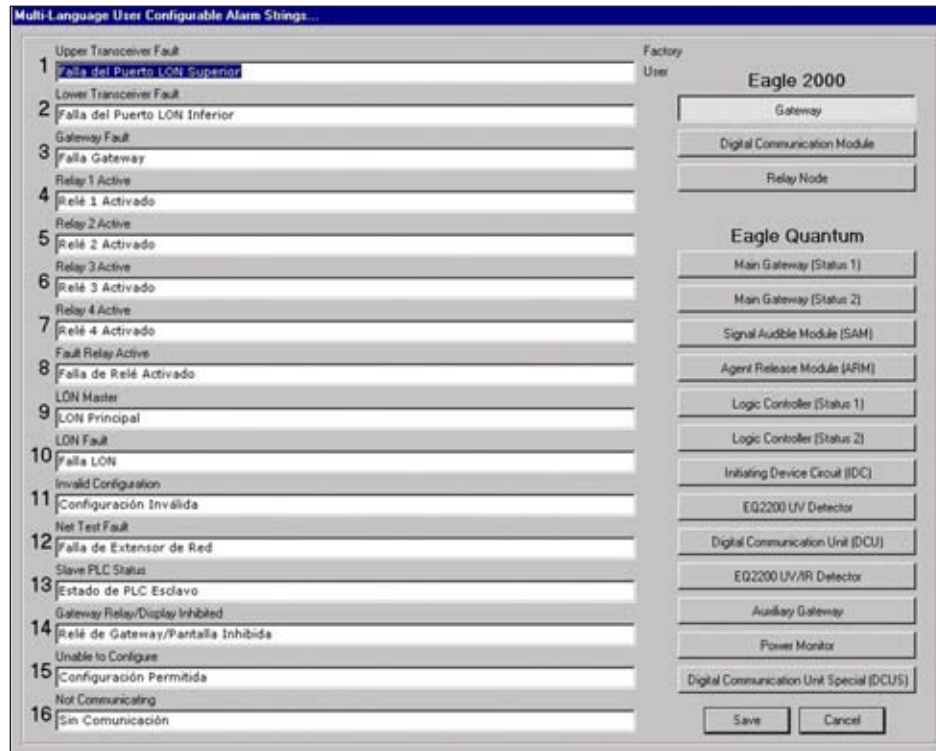 Multi-Language User Configurable Alarm Strings...
Upper Transceiver Fault
1 Falla del Puerto LON Superior
Lower Transceiver Fault
2 Falla del Puerto LON Inferior
Gateway Fault
3 Falla Gateway
Relay 1 Active
4 Relé 1 Activado
Relay 2 Active
5 Relé 2 Activado
Relay 3 Active
6 Relé 3 Activado
Relay 4 Active
7 Relé 4 Activado
Fault Relay Active
8 Falla de Relé Activado
LON Master
9 LON Principal
LON Fault
10 Falla LON
Invalid Configuration
11 Configuración Inválida
Net Test Fault
12 Falla de Extensor de Red
Slave PLC Status
13 Estado de PLC Esclavo
Gateway Relay/Display Inhibited
14 Relé de Gateway/Pantalla Inhibida
Unable to Configure
15 Configuración Permitida
Not Communicating
16 Sin Comunicación
Factory
User
Eagle 2000
Gateway
Digital Communication Module
Relay Node
Eagle Quantum
Main Gateway (Status 1)
Main Gateway (Status 2)
Signal Audible Module (SAM)
Agent Release Module (ARM)
Logic Controller (Status 1)
Logic Controller (Status 2)
Initiating Device Circuit (IDC)
EQ2200 UV Detector
Digital Communication Unit (DCU)
EQ2200 UV/IR Detector
Auxiliary Gateway
Power Monitor
Digital Communication Unit Special (DCUS)
Save
Cancel